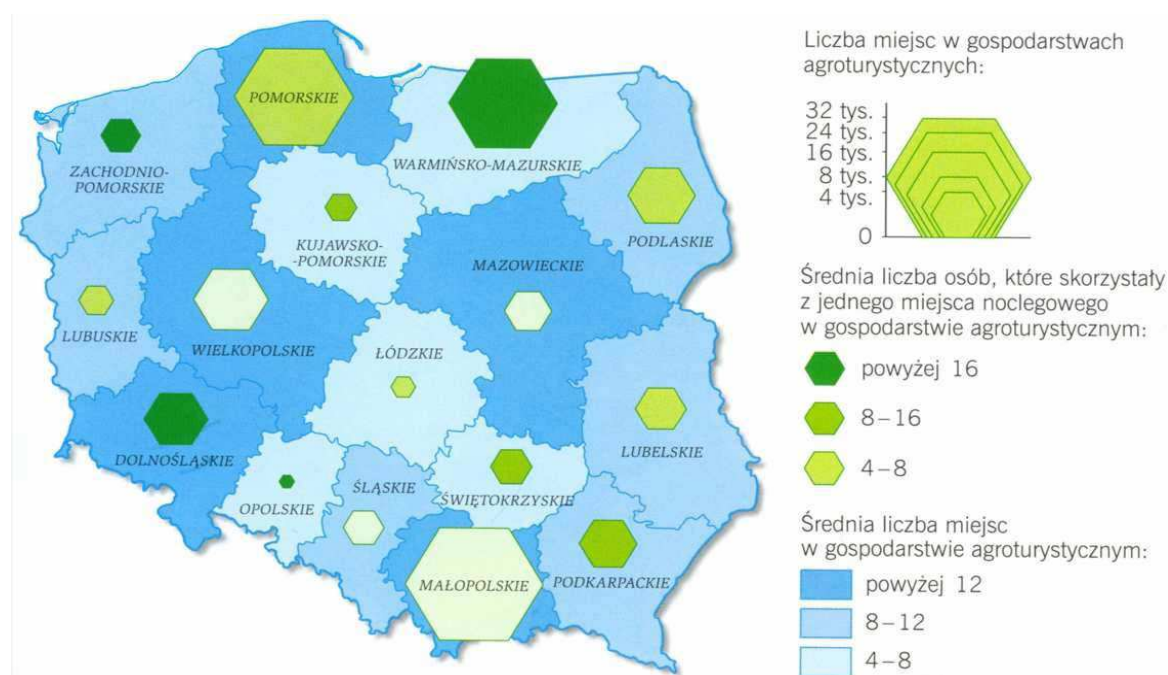 POMORSKIE
WARMIŃSKO-MAZURSKIE
ZACHODNIO-
POMORSKIE
KUJAWSKO-
-POMORSKIE
PODLASKIE
MAZOWIECKIE
LUBUSKIE
WIELKOPOLSKIE
ŁÓDZKIE
DOLNOŚLĄSKIE
LUBELSKIE
OPOLSKIE
ŚLĄSKIE
ŚWIĘTOKRZYSKIE
MAŁOPOLSKIE
PODKARPACKIE
Liczba miejsc w gospodarstwach
agroturystycznych:
32 tys.
24 tys.
16 tys.
8 tys.
4 tys.
0
Średnia liczba osób, które skorzystały
z jednego miejsca noclegowego
w gospodarstwie agroturystycznym:
powyżej 16
8–16
4–8
Średnia liczba miejsc
w gospodarstwie agroturystycznym:
powyżej 12
8–12
4–8